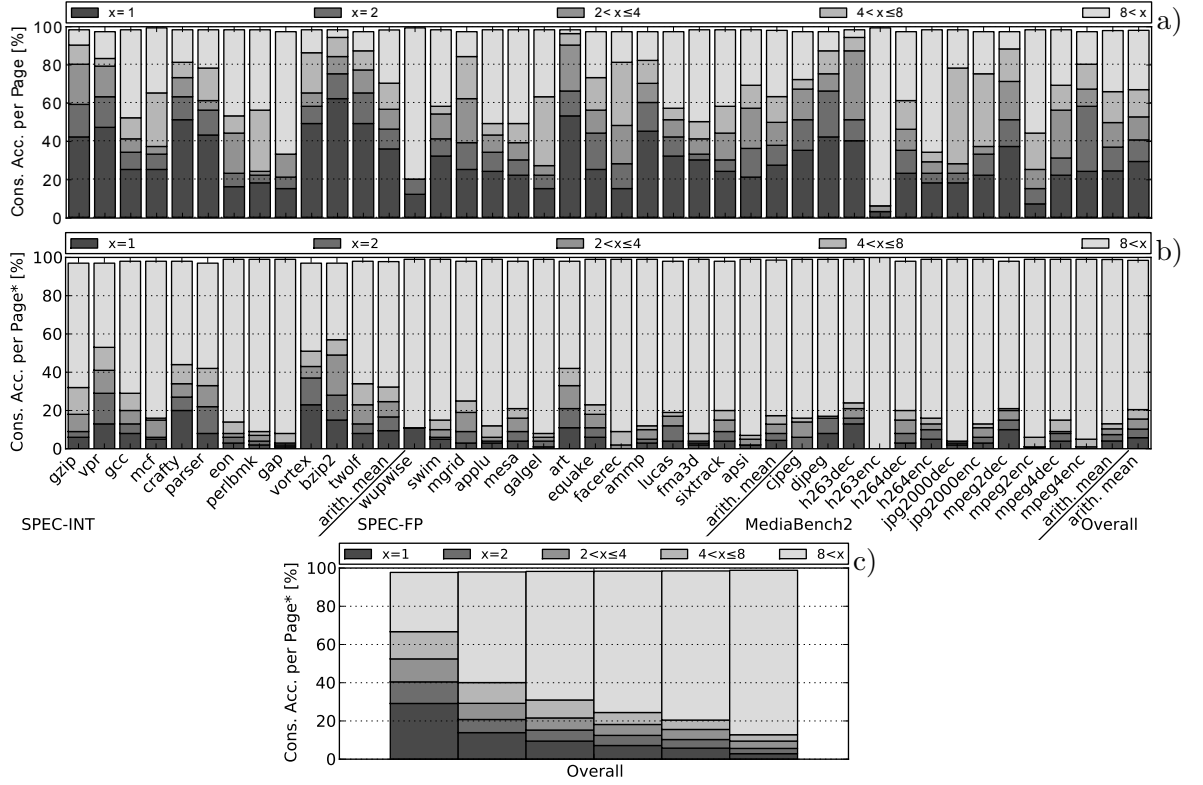 x=1 x=2 2<x≤4 4<x≤8 8<x
a)
Cons. Acc. per Page [%]
100
80
60
40
20
0
x=1 x=2 2<x≤4 4<x≤8 8<x
b)
Cons. Acc. per Page* [%]
100
80
60
40
20
0
gzip vpr gcc mcf crafty parser eon perlbmk gap vortex bzip2 twolf arith. mean wupwise swim mgrid applu mesa galgel art equake facerec ammp lucas fma3d sixtrack apsi arith. mean cjpeg djpeg h263dec h263enc h264dec h264enc jpg2000dec jpg2000enc mpeg2dec mpeg2enc mpeg4dec mpeg4enc arith. mean arith. mean
SPEC-INT SPEC-FP MediaBench2 Overall
x=1 x=2 2<x≤4 4<x≤8 8<x
c)
Cons. Acc. per Page* [%]
100
80
60
40
20
0
Overall